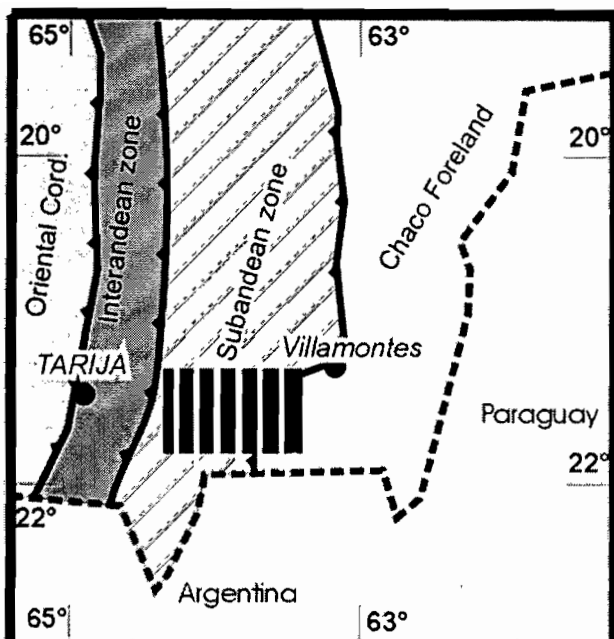 65°
63°
20°
20°
Oriental Cord.
Interandean zone
Subandean zone
Chaco Foreland
TARIJA
Villamontes
Paraguay
22°
22°
Argentina
65°
63°